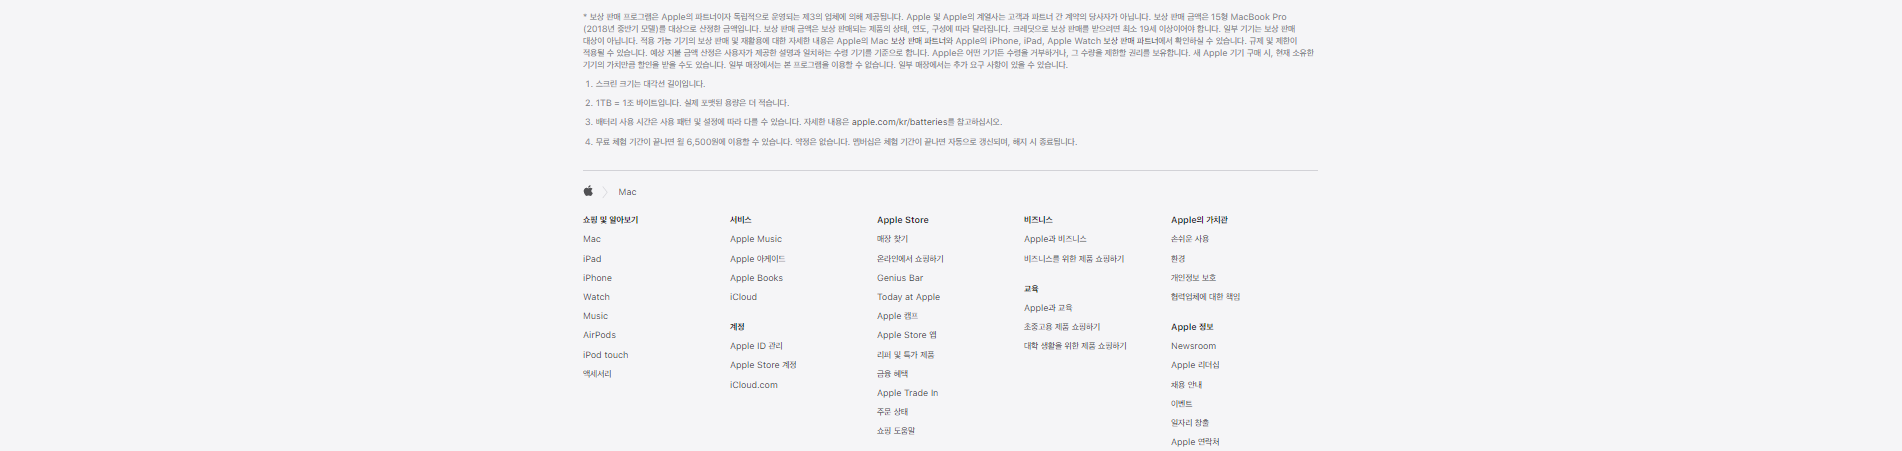 * 보상 판매 프로그램은 Apple의 파트너이자 독립적으로 운영되는 제3의 업체에 의해 제공됩니다. Apple 및 Apple의 계열사는 고객과 파트너 간 계약의 당사자가 아닙니다. 보상 판매 금액은 15형 MacBook Pro
(2018년 중반기 모델)를 대상으로 산정한 금액입니다. 보상 판매 금액은 보상 판매되는 제품의 상태, 연도, 구성에 따라 달라집니다. 크레딧으로 보상 판매를 받으려면 최소 19세 이상이어야 합니다. 일부 기기는 보상 판매
대상이 아닙니다. 적용 가능 기기의 보상 판매 및 재활용에 대한 자세한 내용은 Apple의 Mac 보상 판매 파트너와 Apple의 iPhone, iPad, Apple Watch 보상 판매 파트너에서 확인하실 수 있습니다. 규제 및 제한이
적용될 수 있습니다. 예상 지불 금액 산정은 사용자가 제공한 설명과 일치하는 수령 기기를 기준으로 합니다. Apple은 어떤 기기든 수령을 거부하거나, 그 수량을 제한할 권리를 보유합니다. 새 Apple 기기 구매 시, 현재 소유한
기기의 가치만큼 할인을 받을 수도 있습니다. 일부 매장에서는 본 프로그램을 이용할 수 없습니다. 일부 매장에서는 추가 요구 사항이 있을 수 있습니다.
1. 스크린 크기는 대각선 길이입니다.
2. 1TB = 1조 바이트입니다. 실제 포맷된 용량은 더 적습니다.
3. 배터리 사용 시간은 사용 패턴 및 설정에 따라 다를 수 있습니다. 자세한 내용은 apple.com/kr/batteries를 참고하십시오.
4. 무료 체험 기간이 끝나면 월 6,500원에 이용할 수 있습니다. 약정은 없습니다. 멤버십은 체험 기간이 끝나면 자동으로 갱신되며, 해지 시 종료됩니다.
Mac
쇼핑 및 알아보기
Mac
iPad
iPhone
Watch
Music
AirPods
iPod touch
액세서리
서비스
Apple Music
Apple 아케이드
Apple Books
iCloud
계정
Apple ID 관리
Apple Store 계정
iCloud.com
Apple Store
매장 찾기
온라인에서 쇼핑하기
Genius Bar
Today at Apple
Apple 캠프
Apple Store 앱
리퍼 및 특가 제품
금융 혜택
Apple Trade In
주문 상태
쇼핑 도움말
비즈니스
Apple과 비즈니스
비즈니스를 위한 제품 쇼핑하기
교육
Apple과 교육
초중고용 제품 쇼핑하기
대학 생활을 위한 제품 쇼핑하기
Apple의 가치관
손쉬운 사용
환경
개인정보 보호
협력업체에 대한 책임
Apple 정보
Newsroom
Apple 리더십
채용 안내
이벤트
일자리 창출
Apple 연락처